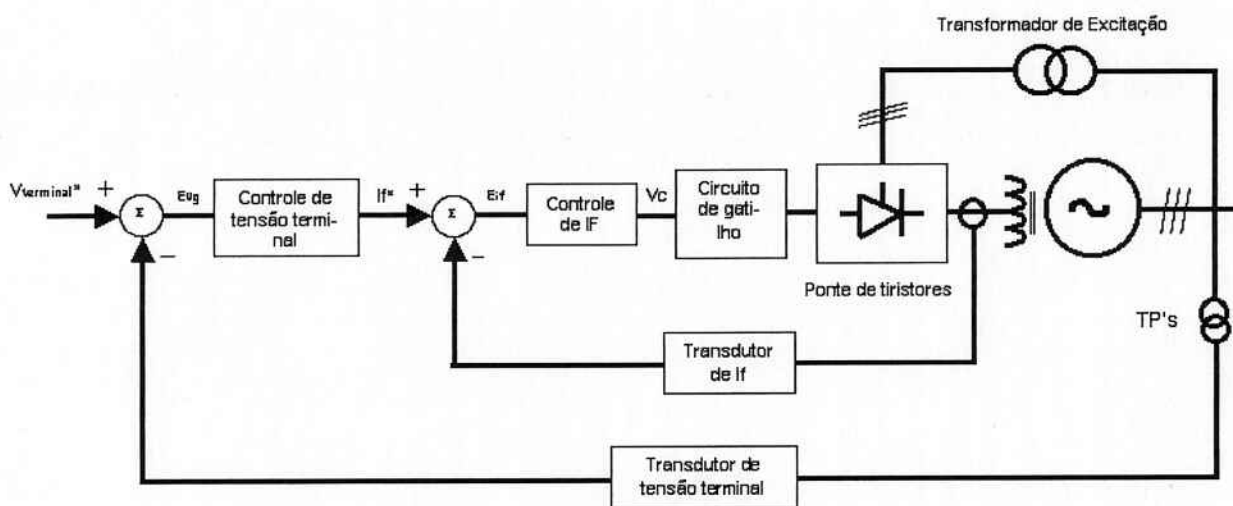 Transformador de Excitação
Vterminal*
+
Σ
Eug
Controle de
tensão termi-
nal
If*
+
Σ
Eif
Controle
de IF
Vc
Circuito
de gati-
lho
−
−
Ponte de tiristores
TP's
Transdutor
de If
Transdutor de
tensão terminal